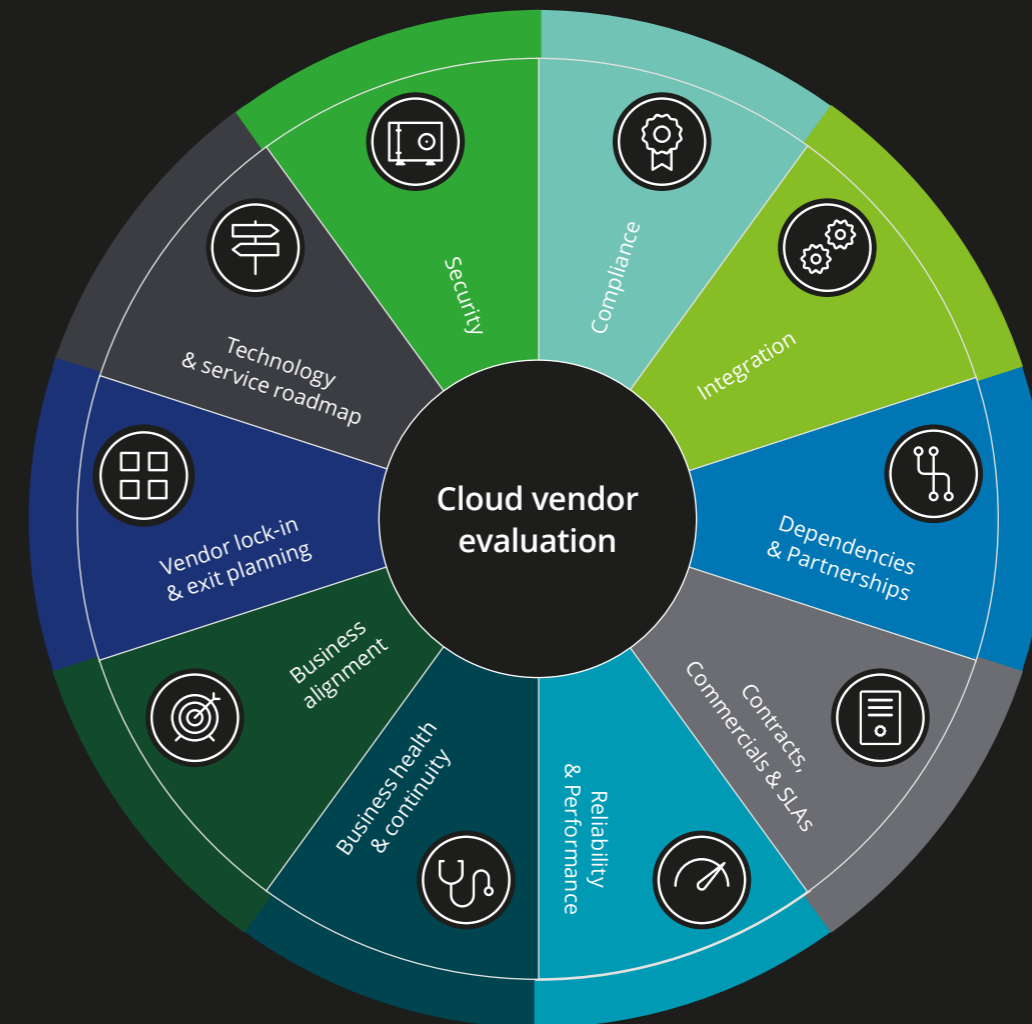 Cloud vendor
evaluation
Security
Compliance
Integration
Dependencies
& Partnerships
Contracts,
Commercials & SLAs
Reliability
& Performance
Business health
& continuity
Business
alignment
Vendor lock-in
& exit planning
Technology
& service roadmap